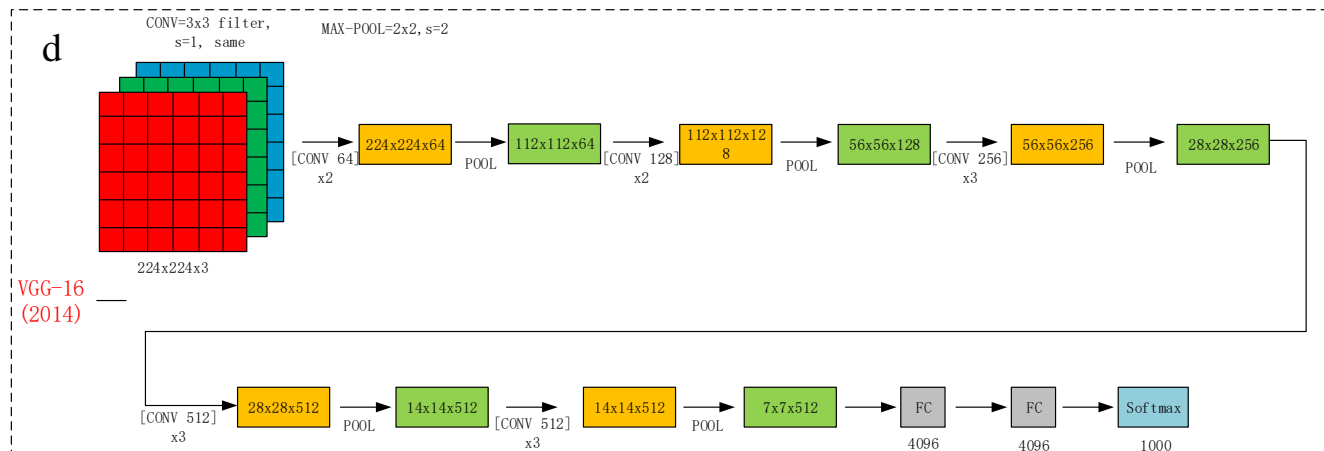 d
CONV=3x3 filter,
s=1, same
MAX-POOL=2x2,s=2
224x224x3
[CONV 64]
x2
224x224x64
POOL
112x112x64
[CONV 128]
x2
112x112x12
8
POOL
56x56x128
[CONV 256]
x3
56x56x256
POOL
28x28x256
VGG-16
(2014)
[CONV 512]
x3
28x28x512
POOL
14x14x512
[CONV 512]
x3
14x14x512
POOL
7x7x512
FC
4096
FC
4096
Softmax
1000